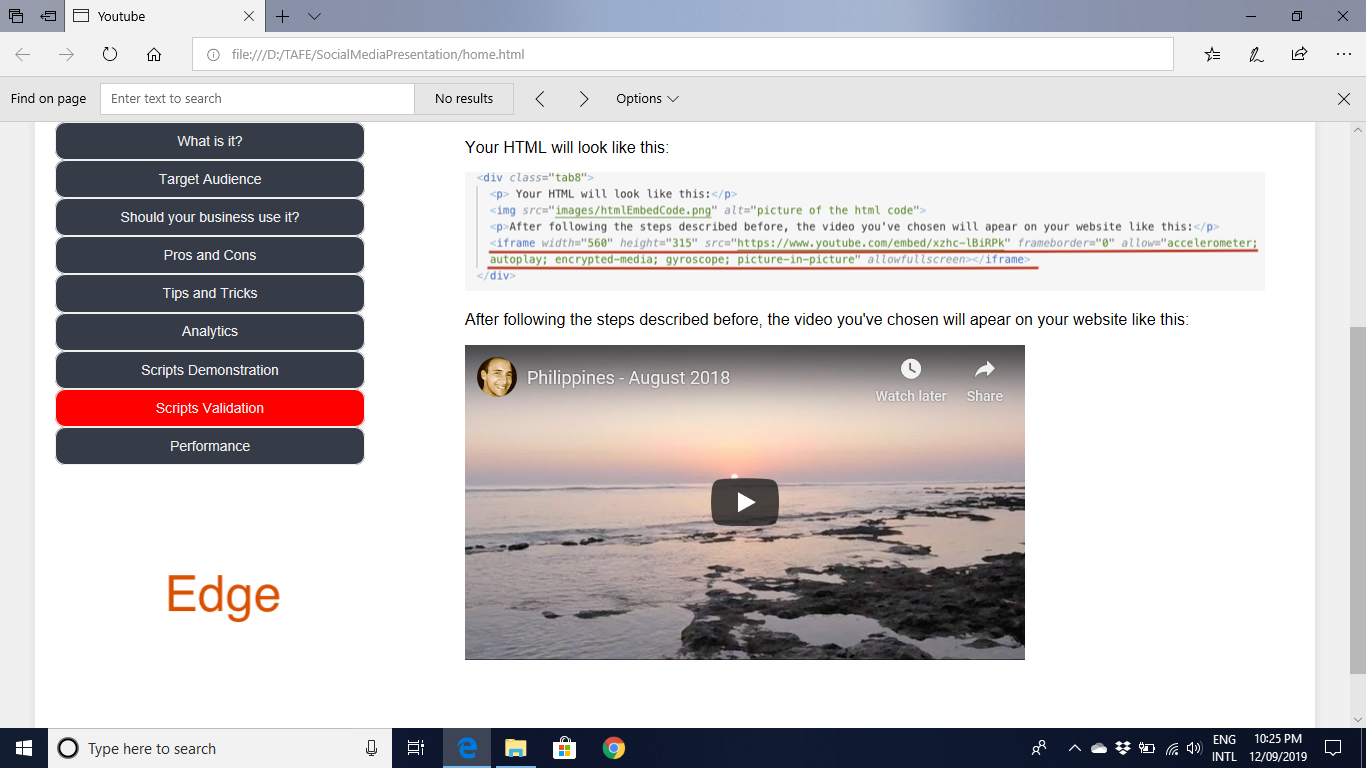 Youtube
file:///D:/TAFE/SocialMediaPresentation/home.html
Find on page
Enter text to search
No results
Options
What is it?
Target Audience
Should your business use it?
Pros and Cons
Tips and Tricks
Analytics
Scripts Demonstration
Scripts Validation
Performance
Edge
Your HTML will look like this:
<div class="tab8">
<p> Your HTML will look like this:</p>
<img src="images/htmlEmbedCode.png" alt="picture of the html code">
<p>After following the steps described before, the video you've chosen will apear on your website like this:</p>
<iframe width="560" height="315" src="https://www.youtube.com/embed/xzhc-lBiRPk" frameborder="0" allow="accelerometer;
autoplay; encrypted-media; gyroscope; picture-in-picture" allowfullscreen></iframe>
</div>
After following the steps described before, the video you've chosen will apear on your website like this:
Philippines - August 2018
Watch later
Share
Type here to search
ENG
INTL
10:25 PM
12/09/2019